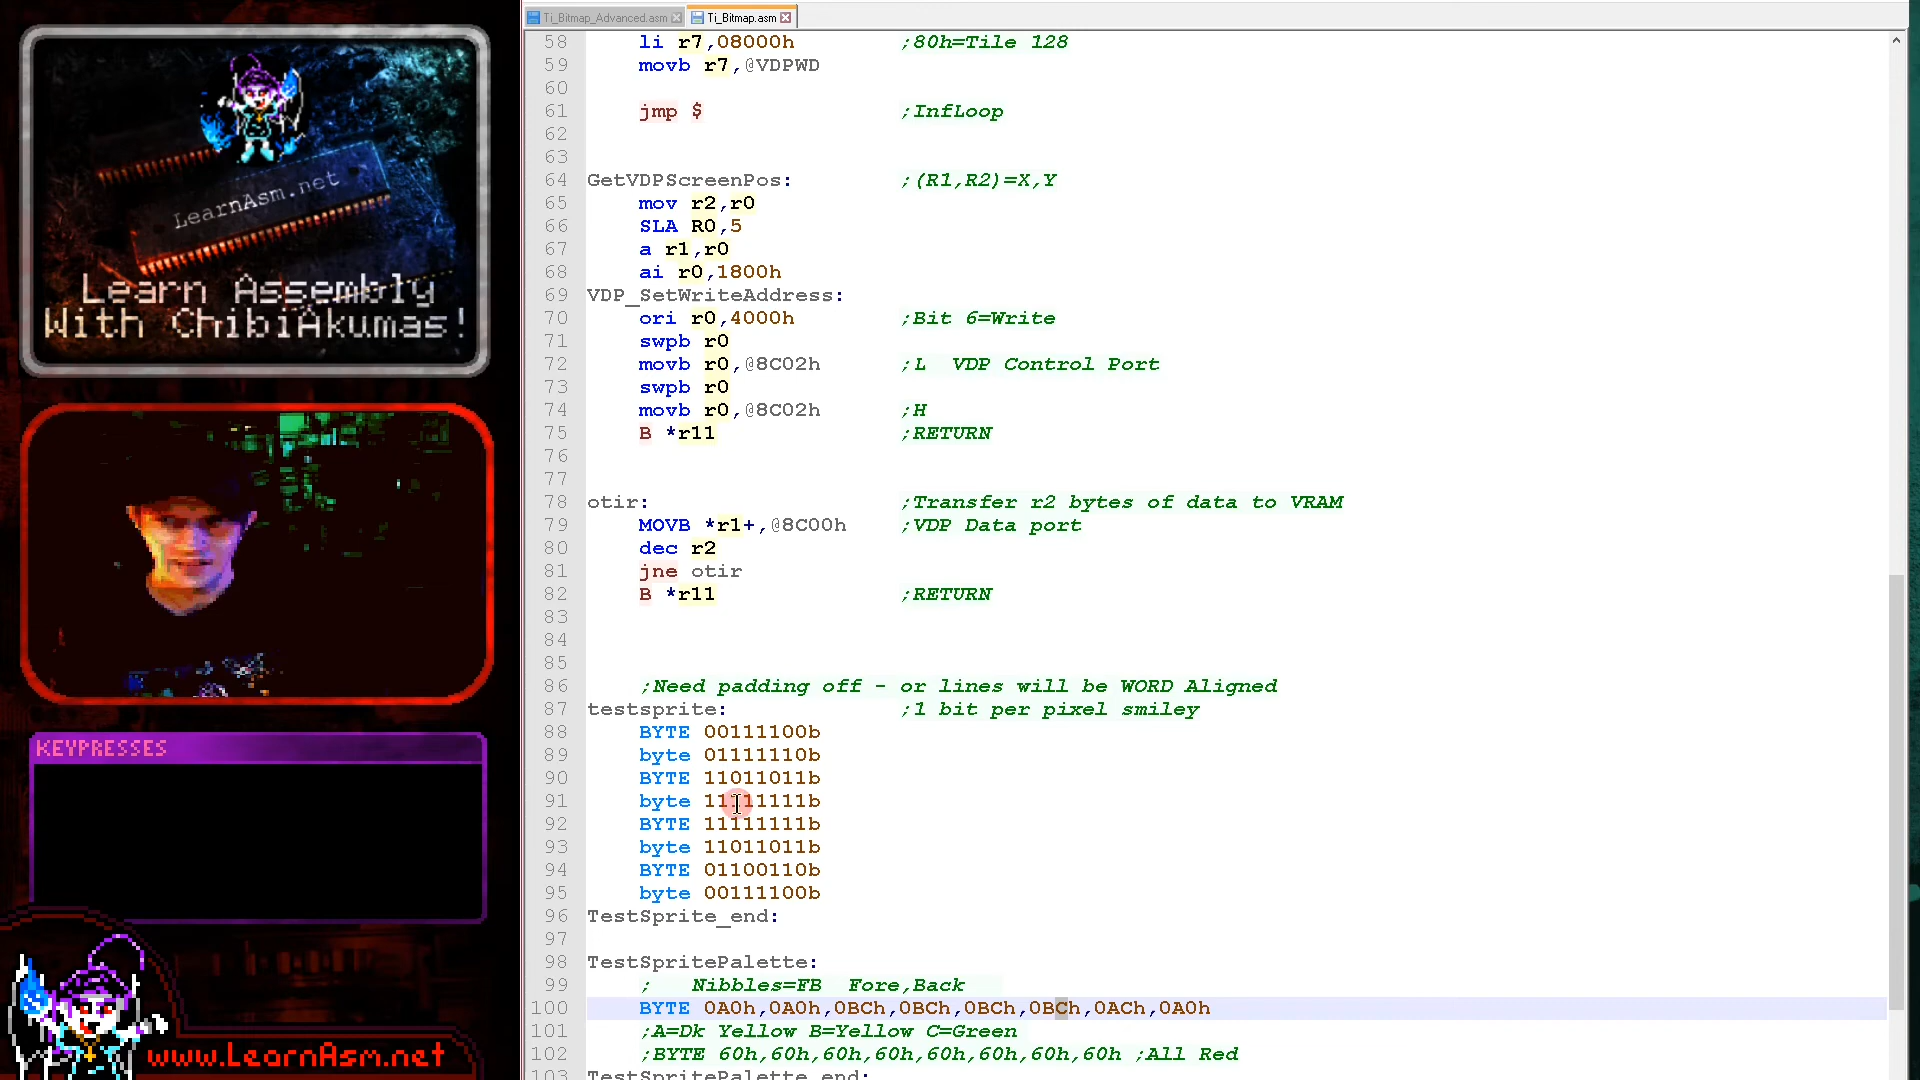 LearnAsm.net
Learn Assembly
With ChibiAkumas!
KEYPRESSES
www.LearnAsm.net
Ti_Bitmap_Advanced.asm
Ti_Bitmap.asm
58 li r7,08000h ;80h=Tile 128
59 movb r7,@VDPWD
60
61 jmp $ ;InfLoop
62
63
64 GetVDPScreenPos: ;(R1,R2)=X,Y
65 mov r2,r0
66 SLA R0,5
67 a r1,r0
68 ai r0,1800h
69 VDP_SetWriteAddress:
70 ori r0,4000h ;Bit 6=Write
71 swpb r0
72 movb r0,@8C02h ;L VDP Control Port
73 swpb r0
74 movb r0,@8C02h ;H
75 B *r11 ;RETURN
76
77
78 otir: ;Transfer r2 bytes of data to VRAM
79 MOVB *r1+,@8C00h ;VDP Data port
80 dec r2
81 jne otir
82 B *r11 ;RETURN
83
84
85
86 ;Need padding off - or lines will be WORD Aligned
87 testsprite: ;1 bit per pixel smiley
88 BYTE 00111100b
89 byte 01111110b
90 BYTE 11011011b
91 byte 11111111b
92 BYTE 11111111b
93 byte 11011011b
94 BYTE 01100110b
95 byte 00111100b
96 TestSprite_end:
97
98 TestSpritePalette:
99 ; Nibbles=FB Fore,Back
100 BYTE 0A0h,0A0h,0BCh,0BCh,0BCh,0BCh,0ACh,0A0h
101 ;A=Dk Yellow B=Yellow C=Green
102 ;BYTE 60h,60h,60h,60h,60h,60h,60h,60h ;All Red
103 TestSpritePalette_end: